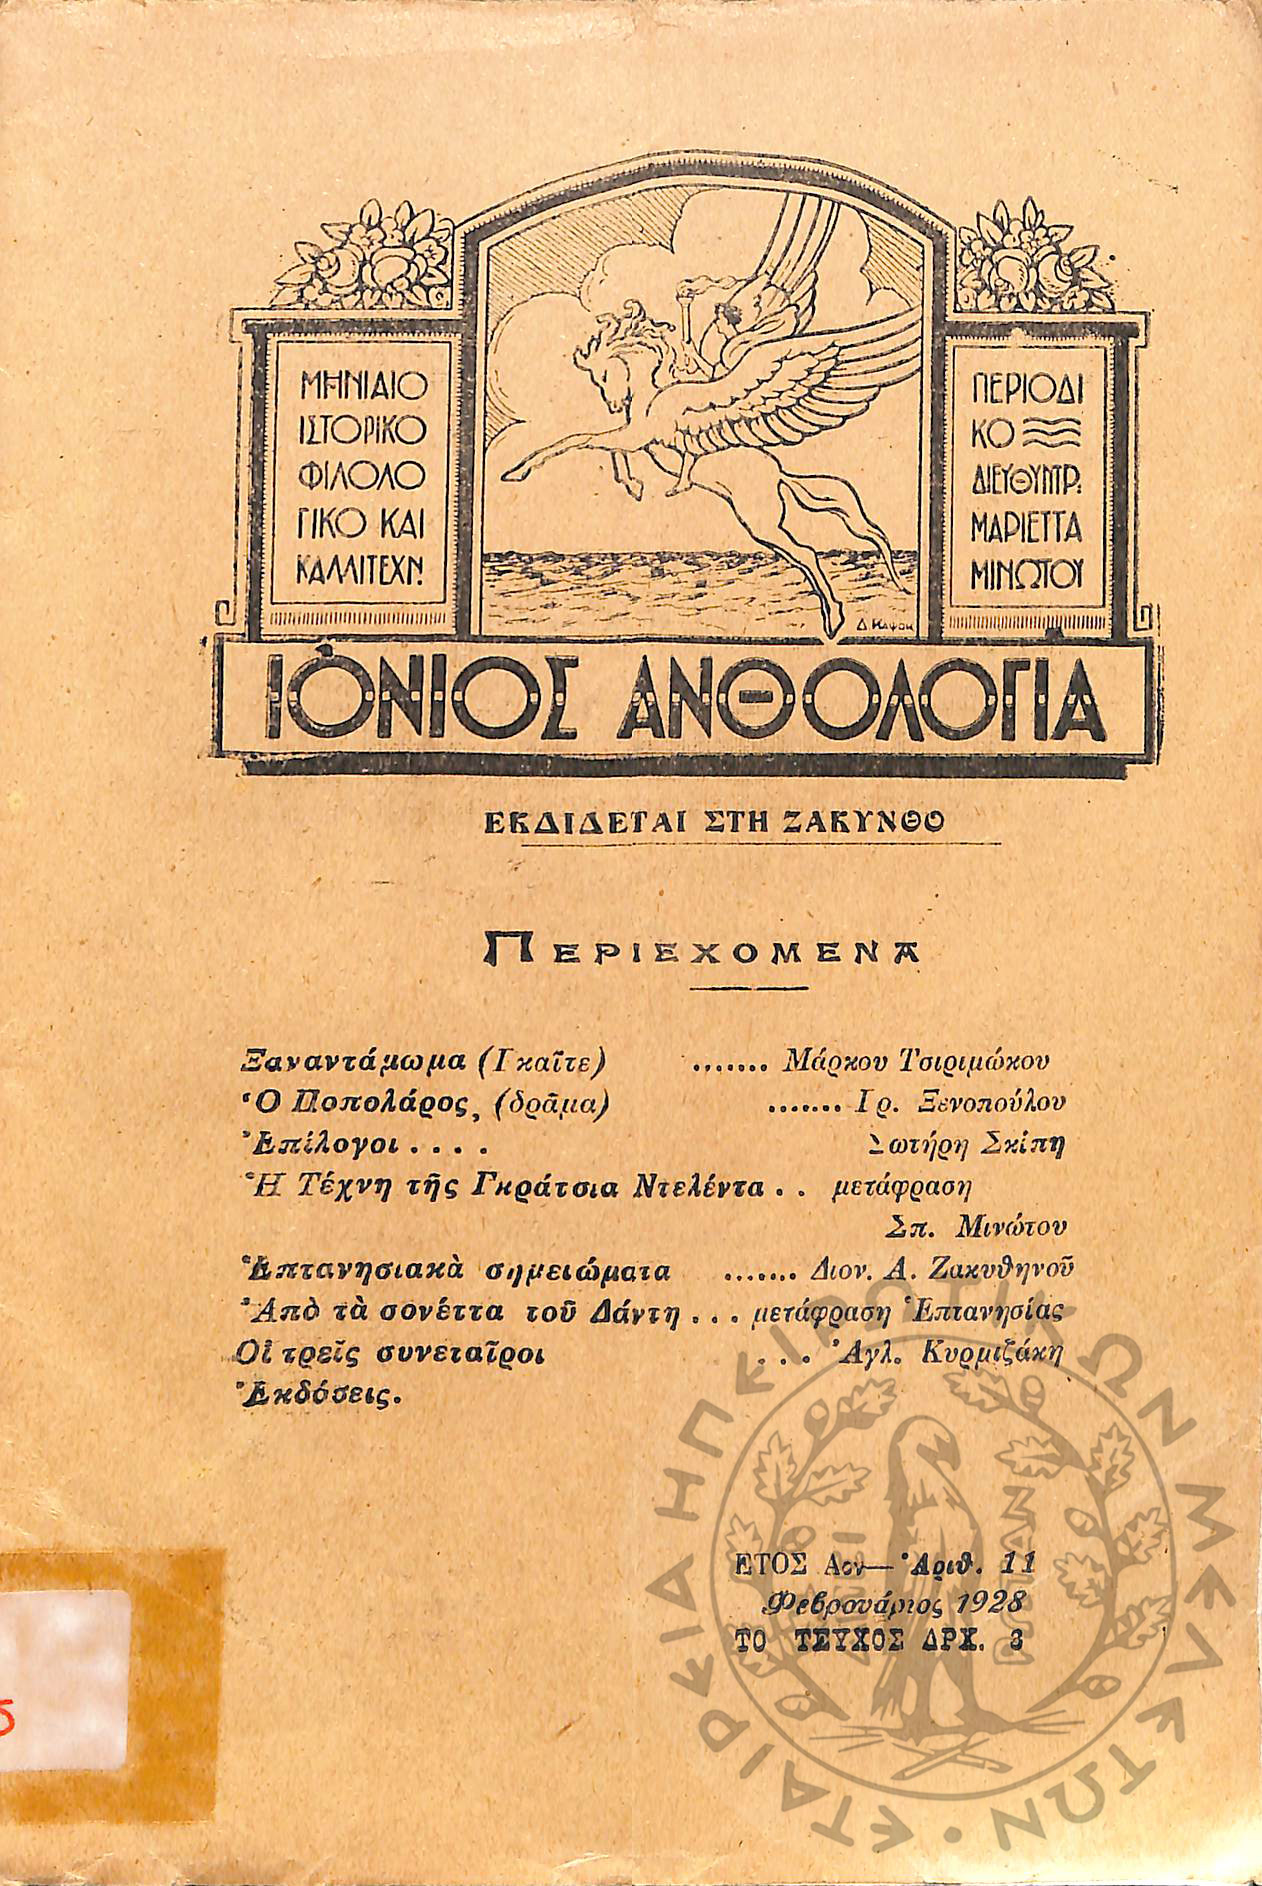 ΜΗΝΙΑΙΟ
ΙΣΤΟΡΙΚΟ
ΦΙΛΟΛΟ
ΓΙΚΟ ΚΑΙ
ΚΑΛΛΙΤΕΧΝ.
ΠΕΡΙΟΔΙ
ΚΟ
ΔΙΕΥΘΥΝΤΡ.
ΜΑΡΙΕΤΤΑ
ΜΙΝΩΤΟΥ
ΙΟΝΙΟΣ ΑΝΘΟΛΟΓΙΑ
ΕΚΔΙΔΕΤΑΙ ΣΤΗ ΖΑΚΥΝΘΟ
ΠΕΡΙΕΧΟΜΕΝΑ
Ξαναντάμωμα (Γκαῖτε) ....... Μάρκου Τσιριμώκου
Ὁ Ποπολάρος, (δρᾶμα) ....... Γρ. Ξενοπούλου
Ἐπίλογοι . . . . Σωτήρη Σκίπη
Ἡ Τέχνη τῆς Γκράτσια Ντελέντα . . μετάφραση
Σπ. Μινώτου
Ἑπτανησιακὰ σημειώματα ....... Διον. Α. Ζακυθηνοῦ
Ἀπὸ τὰ σονέττα τοῦ Δάντη . . . μετάφραση Ἑπτανησίας
Οἱ τρεῖς συνεταῖροι . . . Ἀγλ. Κυρμιζάκη
Ἐκδόσεις.
ΕΤΟΣ Αον— Ἀριθ. 11
Φεβρουάριος 1928
ΤΟ ΤΕΥΧΟΣ ΔΡΧ. 3
ΕΤΑΙΡΕΙΑ ΗΠΕΙΡΩΤΙΚΩΝ ΜΕΛΕΤΩΝ
5